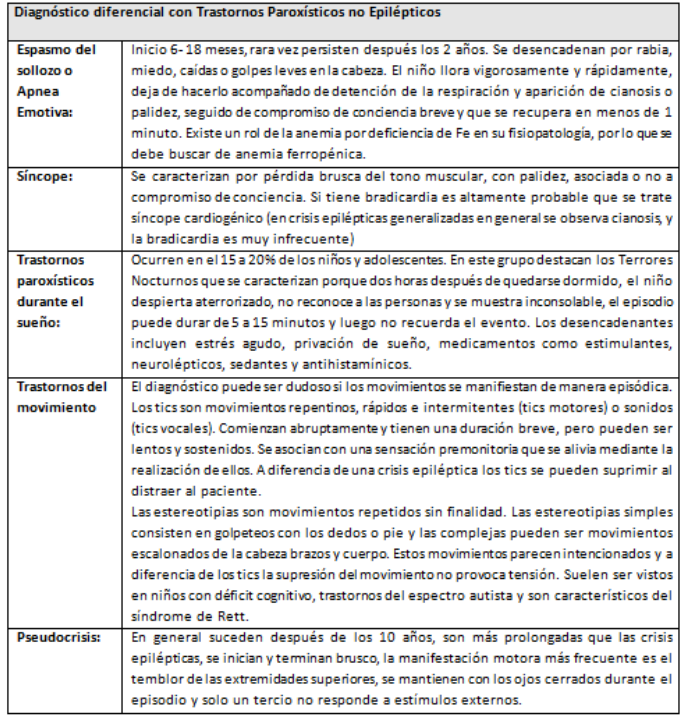 Diagnóstico diferencial con Trastornos Paroxísticos no Epilépticos
Espasmo del
sollozo o
Apnea
Emotiva:
Inicio 6- 18 meses, rara vez persisten después los 2 años. Se desencadenan por rabia,
miedo, caídas o golpes leves en la cabeza. El niño llora vigorosamente y rápidamente,
deja de hacerlo acompañado de detención de la respiración y aparición de cianosis o
palidez, seguido de compromiso de conciencia breve y que se recupera en menos de 1
minuto. Existe un rol de la anemia por deficiencia de Fe en su fisiopatología, por lo que se
debe buscar de anemia ferropénica.
Síncope:
Se caracterizan por pérdida brusca del tono muscular, con palidez, asociada o no a
compromiso de conciencia. Si tiene bradicardia es altamente probable que se trate
síncope cardiogénico (en crisis epilépticas generalizadas en general se observa cianosis, y
la bradicardia es muy infrecuente)
Trastornos
paroxísticos
durante el
sueño:
Ocurren en el 15 a 20% de los niños y adolescentes. En este grupo destacan los Terrores
Nocturnos que se caracterizan porque dos horas después de quedarse dormido, el niño
despierta aterrorizado, no reconoce a las personas y se muestra inconsolable, el episodio
puede durar de 5 a 15 minutos y luego no recuerda el evento. Los desencadenantes
incluyen estrés agudo, privación de sueño, medicamentos como estimulantes,
neurolépticos, sedantes y antihistamínicos.
Trastornos del
movimiento
El diagnóstico puede ser dudoso si los movimientos se manifiestan de manera episódica.
Los tics son movimientos repentinos, rápidos e intermitentes (tics motores) o sonidos
(tics vocales). Comienzan abruptamente y tienen una duración breve, pero pueden ser
lentos y sostenidos. Se asocian con una sensación premonitoria que se alivia mediante la
realización de ellos. A diferencia de una crisis epiléptica los tics se pueden suprimir al
distraer al paciente.
Las estereotipias son movimientos repetidos sin finalidad. Las estereotipias simples
consisten en golpeteos con los dedos o pie y las complejas pueden ser movimientos
escalonados de la cabeza brazos y cuerpo. Estos movimientos parecen intencionados y a
diferencia de los tics la supresión del movimiento no provoca tensión. Suelen ser vistos
en niños con déficit cognitivo, trastornos del espectro autista y son característicos del
síndrome de Rett.
Pseudocrisis:
En general suceden después de los 10 años, son más prolongadas que las crisis
epilépticas, se inician y terminan brusco, la manifestación motora más frecuente es el
temblor de las extremidades superiores, se mantienen con los ojos cerrados durante el
episodio y solo un tercio no responde a estímulos externos.